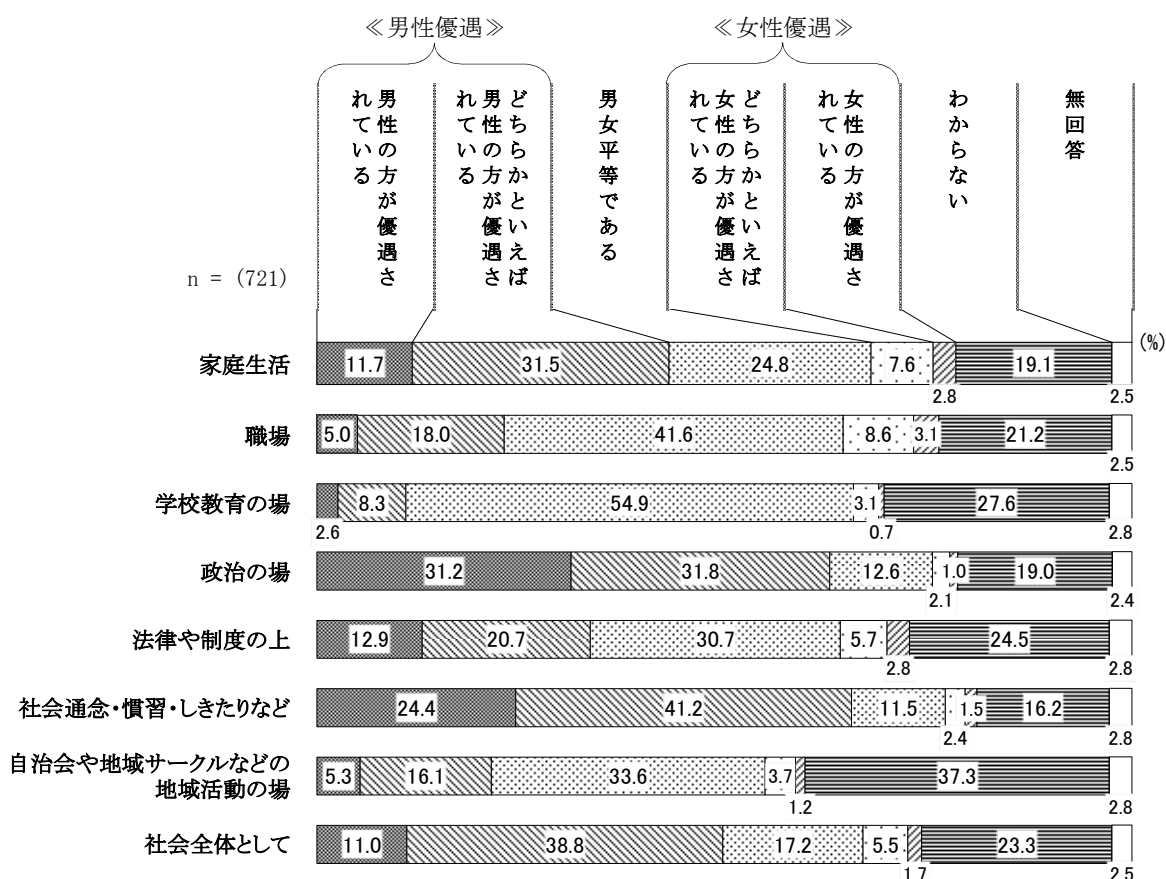 ≪男性優遇≫
≪女性優遇≫
男性の方が優遇さ
れている
どちらかといえば
男性の方が優遇さ
れている
男女平等である
どちらかといえば
女性の方が優遇さ
れている
女性の方が優遇さ
れている
わからない
無回答
n = (721)
(%)
家庭生活
11.7 31.5 24.8 7.6 2.8 19.1 2.5
職場
5.0 18.0 41.6 8.6 3.1 21.2 2.5
学校教育の場
2.6 8.3 54.9 3.1 0.7 27.6 2.8
政治の場
31.2 31.8 12.6 2.1 1.0 19.0 2.4
法律や制度の上
12.9 20.7 30.7 5.7 2.8 24.5 2.8
社会通念・慣習・しきたりなど
24.4 41.2 11.5 2.4 1.5 16.2 2.8
自治会や地域サークルなどの
地域活動の場
5.3 16.1 33.6 3.7 1.2 37.3 2.8
社会全体として
11.0 38.8 17.2 5.5 1.7 23.3 2.5